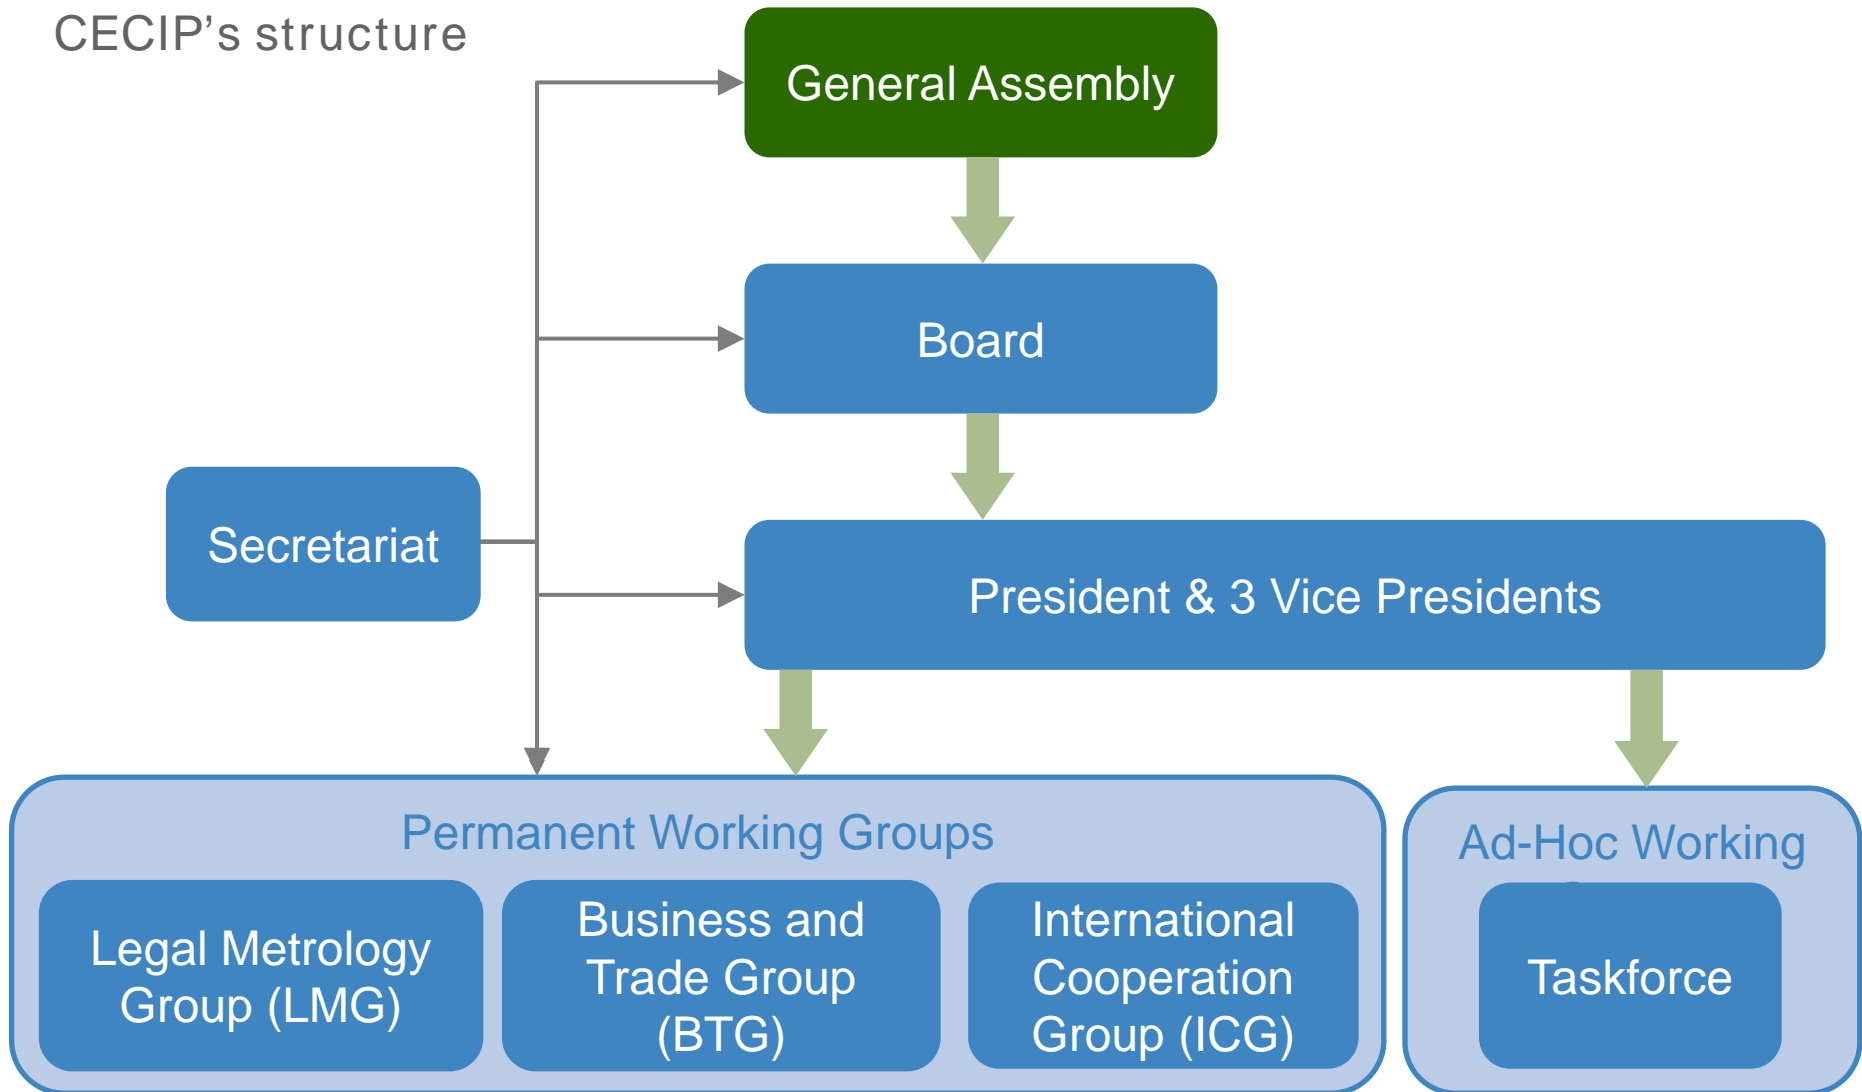 CECIP’s structure
General Assembly
Board
Secretariat
President & 3 Vice Presidents
Permanent Working Groups
Legal Metrology
Group (LMG)
Business and
Trade Group
(BTG)
International
Cooperation
Group (ICG)
Ad-Hoc Working
Taskforce